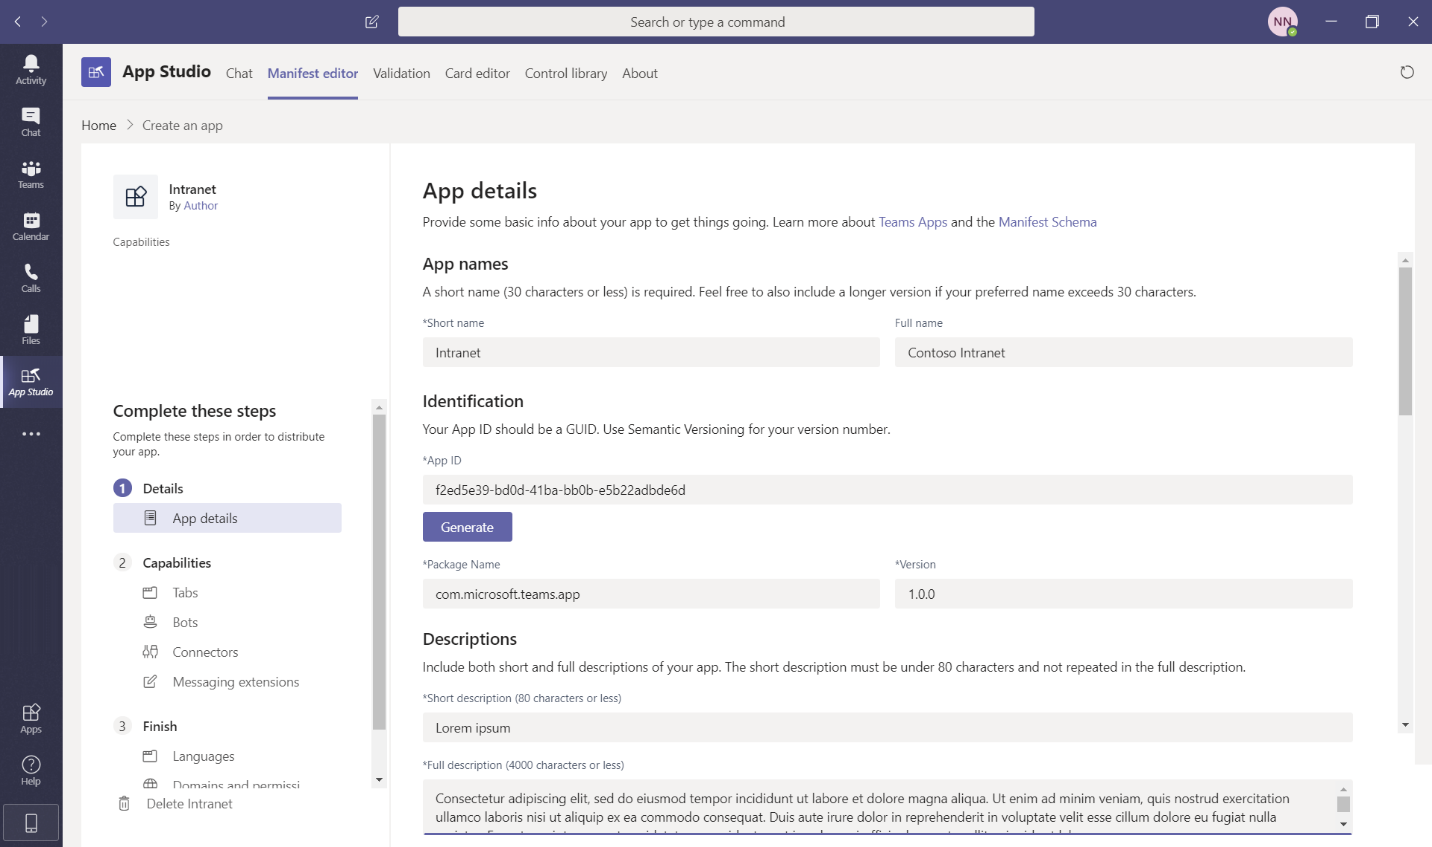 Search or type a command
NN
Activity
Chat
Teams
Calendar
Calls
Files
App Studio
Apps
Help
App Studio
Chat
Manifest editor
Validation
Card editor
Control library
About
Home
Create an app
Intranet
By Author
Capabilities
Complete these steps
Complete these steps in order to distribute
your app.
1 Details
App details
2 Capabilities
Tabs
Bots
Connectors
Messaging extensions
3 Finish
Languages
Domains and permissi
Delete Intranet
App details
Provide some basic info about your app to get things going. Learn more about Teams Apps and the Manifest Schema
App names
A short name (30 characters or less) is required. Feel free to also include a longer version if your preferred name exceeds 30 characters.
*Short name
Full name
Intranet
Contoso Intranet
Identification
Your App ID should be a GUID. Use Semantic Versioning for your version number.
*App ID
f2ed5e39-bd0d-41ba-bb0b-e5b22adbde6d
Generate
*Package Name
*Version
com.microsoft.teams.app
1.0.0
Descriptions
Include both short and full descriptions of your app. The short description must be under 80 characters and not repeated in the full description.
*Short description (80 characters or less)
Lorem ipsum
*Full description (4000 characters or less)
Consectetur adipiscing elit, sed do eiusmod tempor incididunt ut labore et dolore magna aliqua. Ut enim ad minim veniam, quis nostrud exercitation
ullamco laboris nisi ut aliquip ex ea commodo consequat. Duis aute irure dolor in reprehenderit in voluptate velit esse cillum dolore eu fugiat nulla